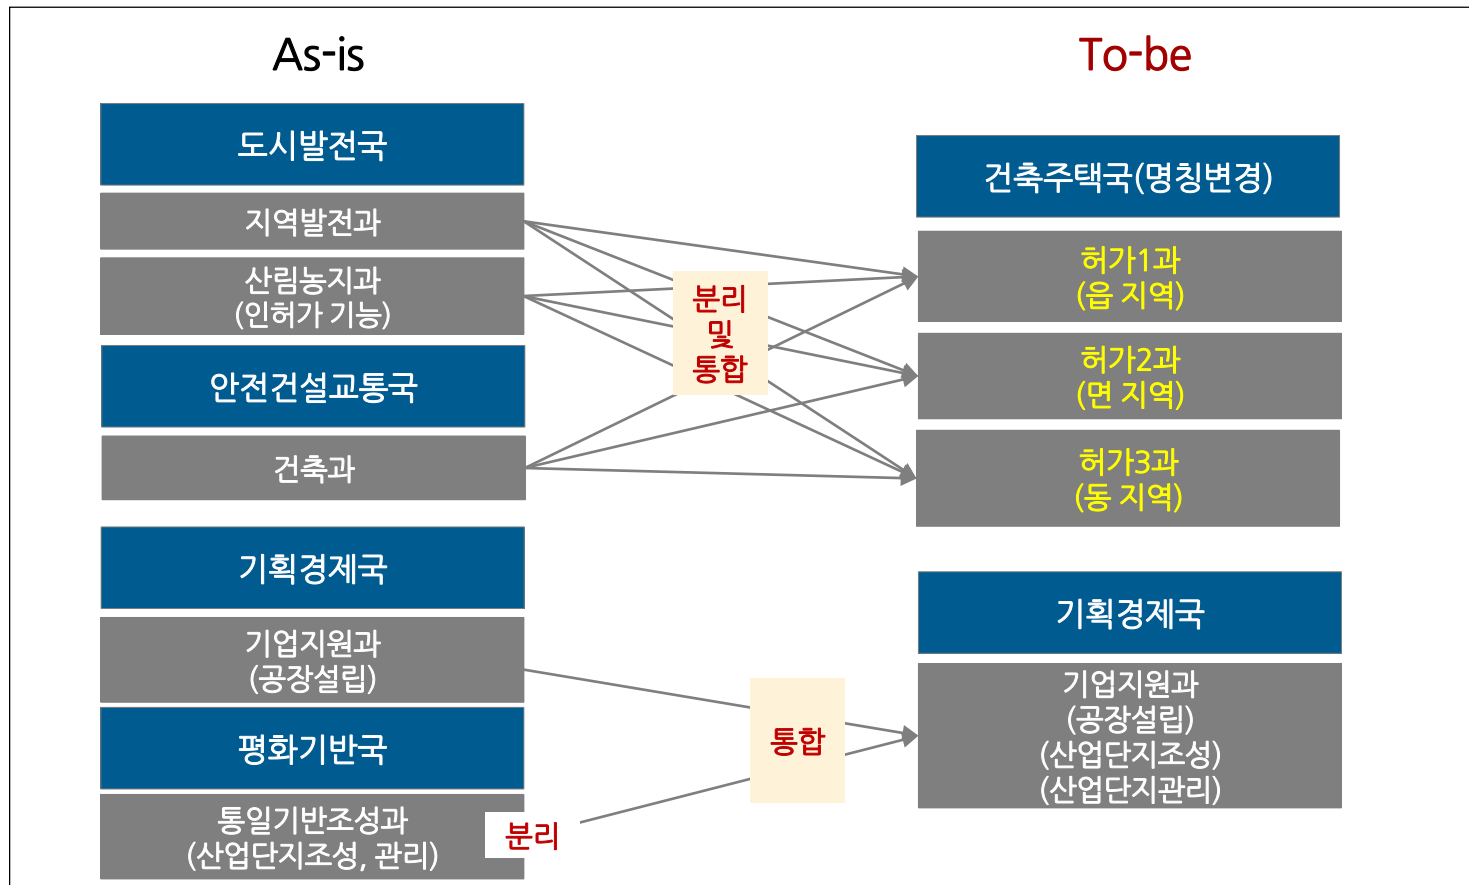 As-is
도시발전국
지역발전과
산림농지과
(인허가 기능)
안전건설교통국
건축과
기획경제국
기업지원과
(공장설립)
평화기반국
통일기반조성과
(산업단지조성, 관리)
분리
및
통합
통합
분리
To-be
건축주택국(명칭변경)
허가1과
(읍 지역)
허가2과
(면 지역)
허가3과
(동 지역)
기획경제국
기업지원과
(공장설립)
(산업단지조성)
(산업단지관리)